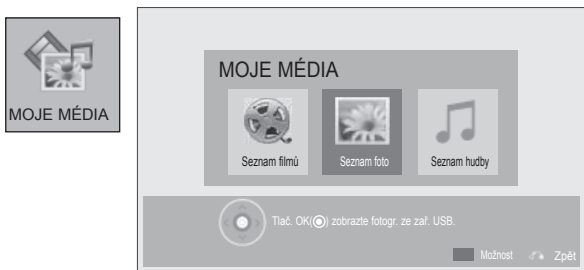 MOJE MÉDIA
MOJE MÉDIA
Seznam filmů
Seznam foto
Seznam hudby
Tlač. OK(◉) zobrazte fotogr. ze zař. USB.
Možnost
Zpět